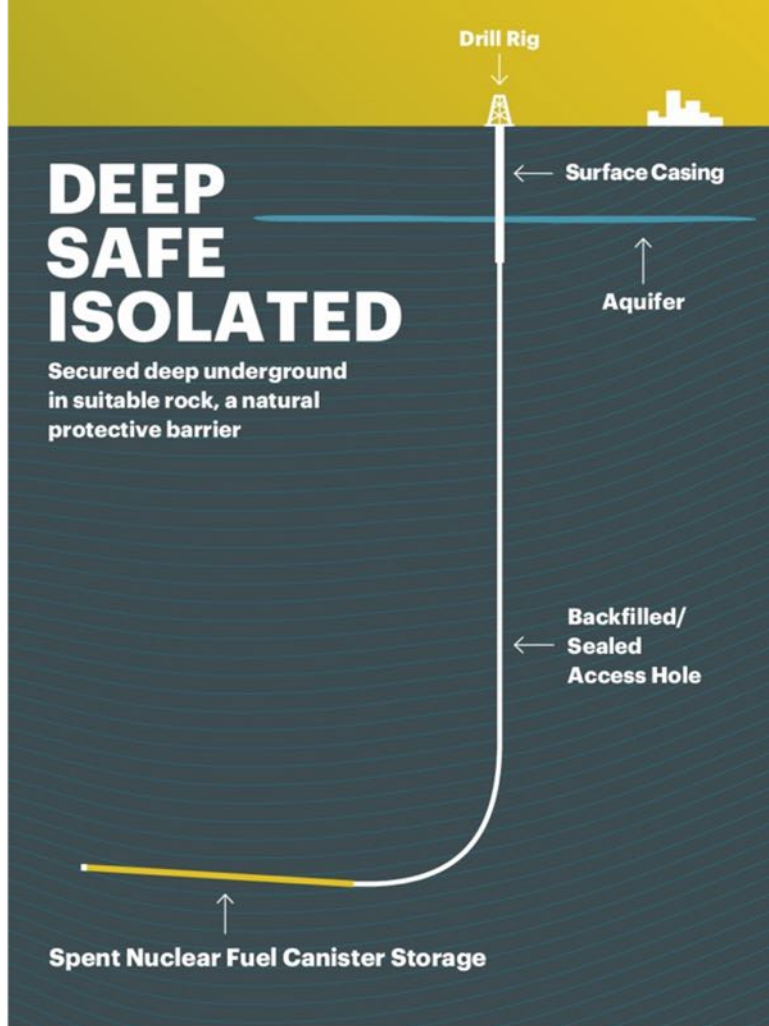 Drill Rig
Surface Casing
DEEP
SAFE
ISOLATED
Aquifer
Secured deep underground
in suitable rock, a natural
protective barrier
Backfilled/
Sealed
Access Hole
Spent Nuclear Fuel Canister Storage